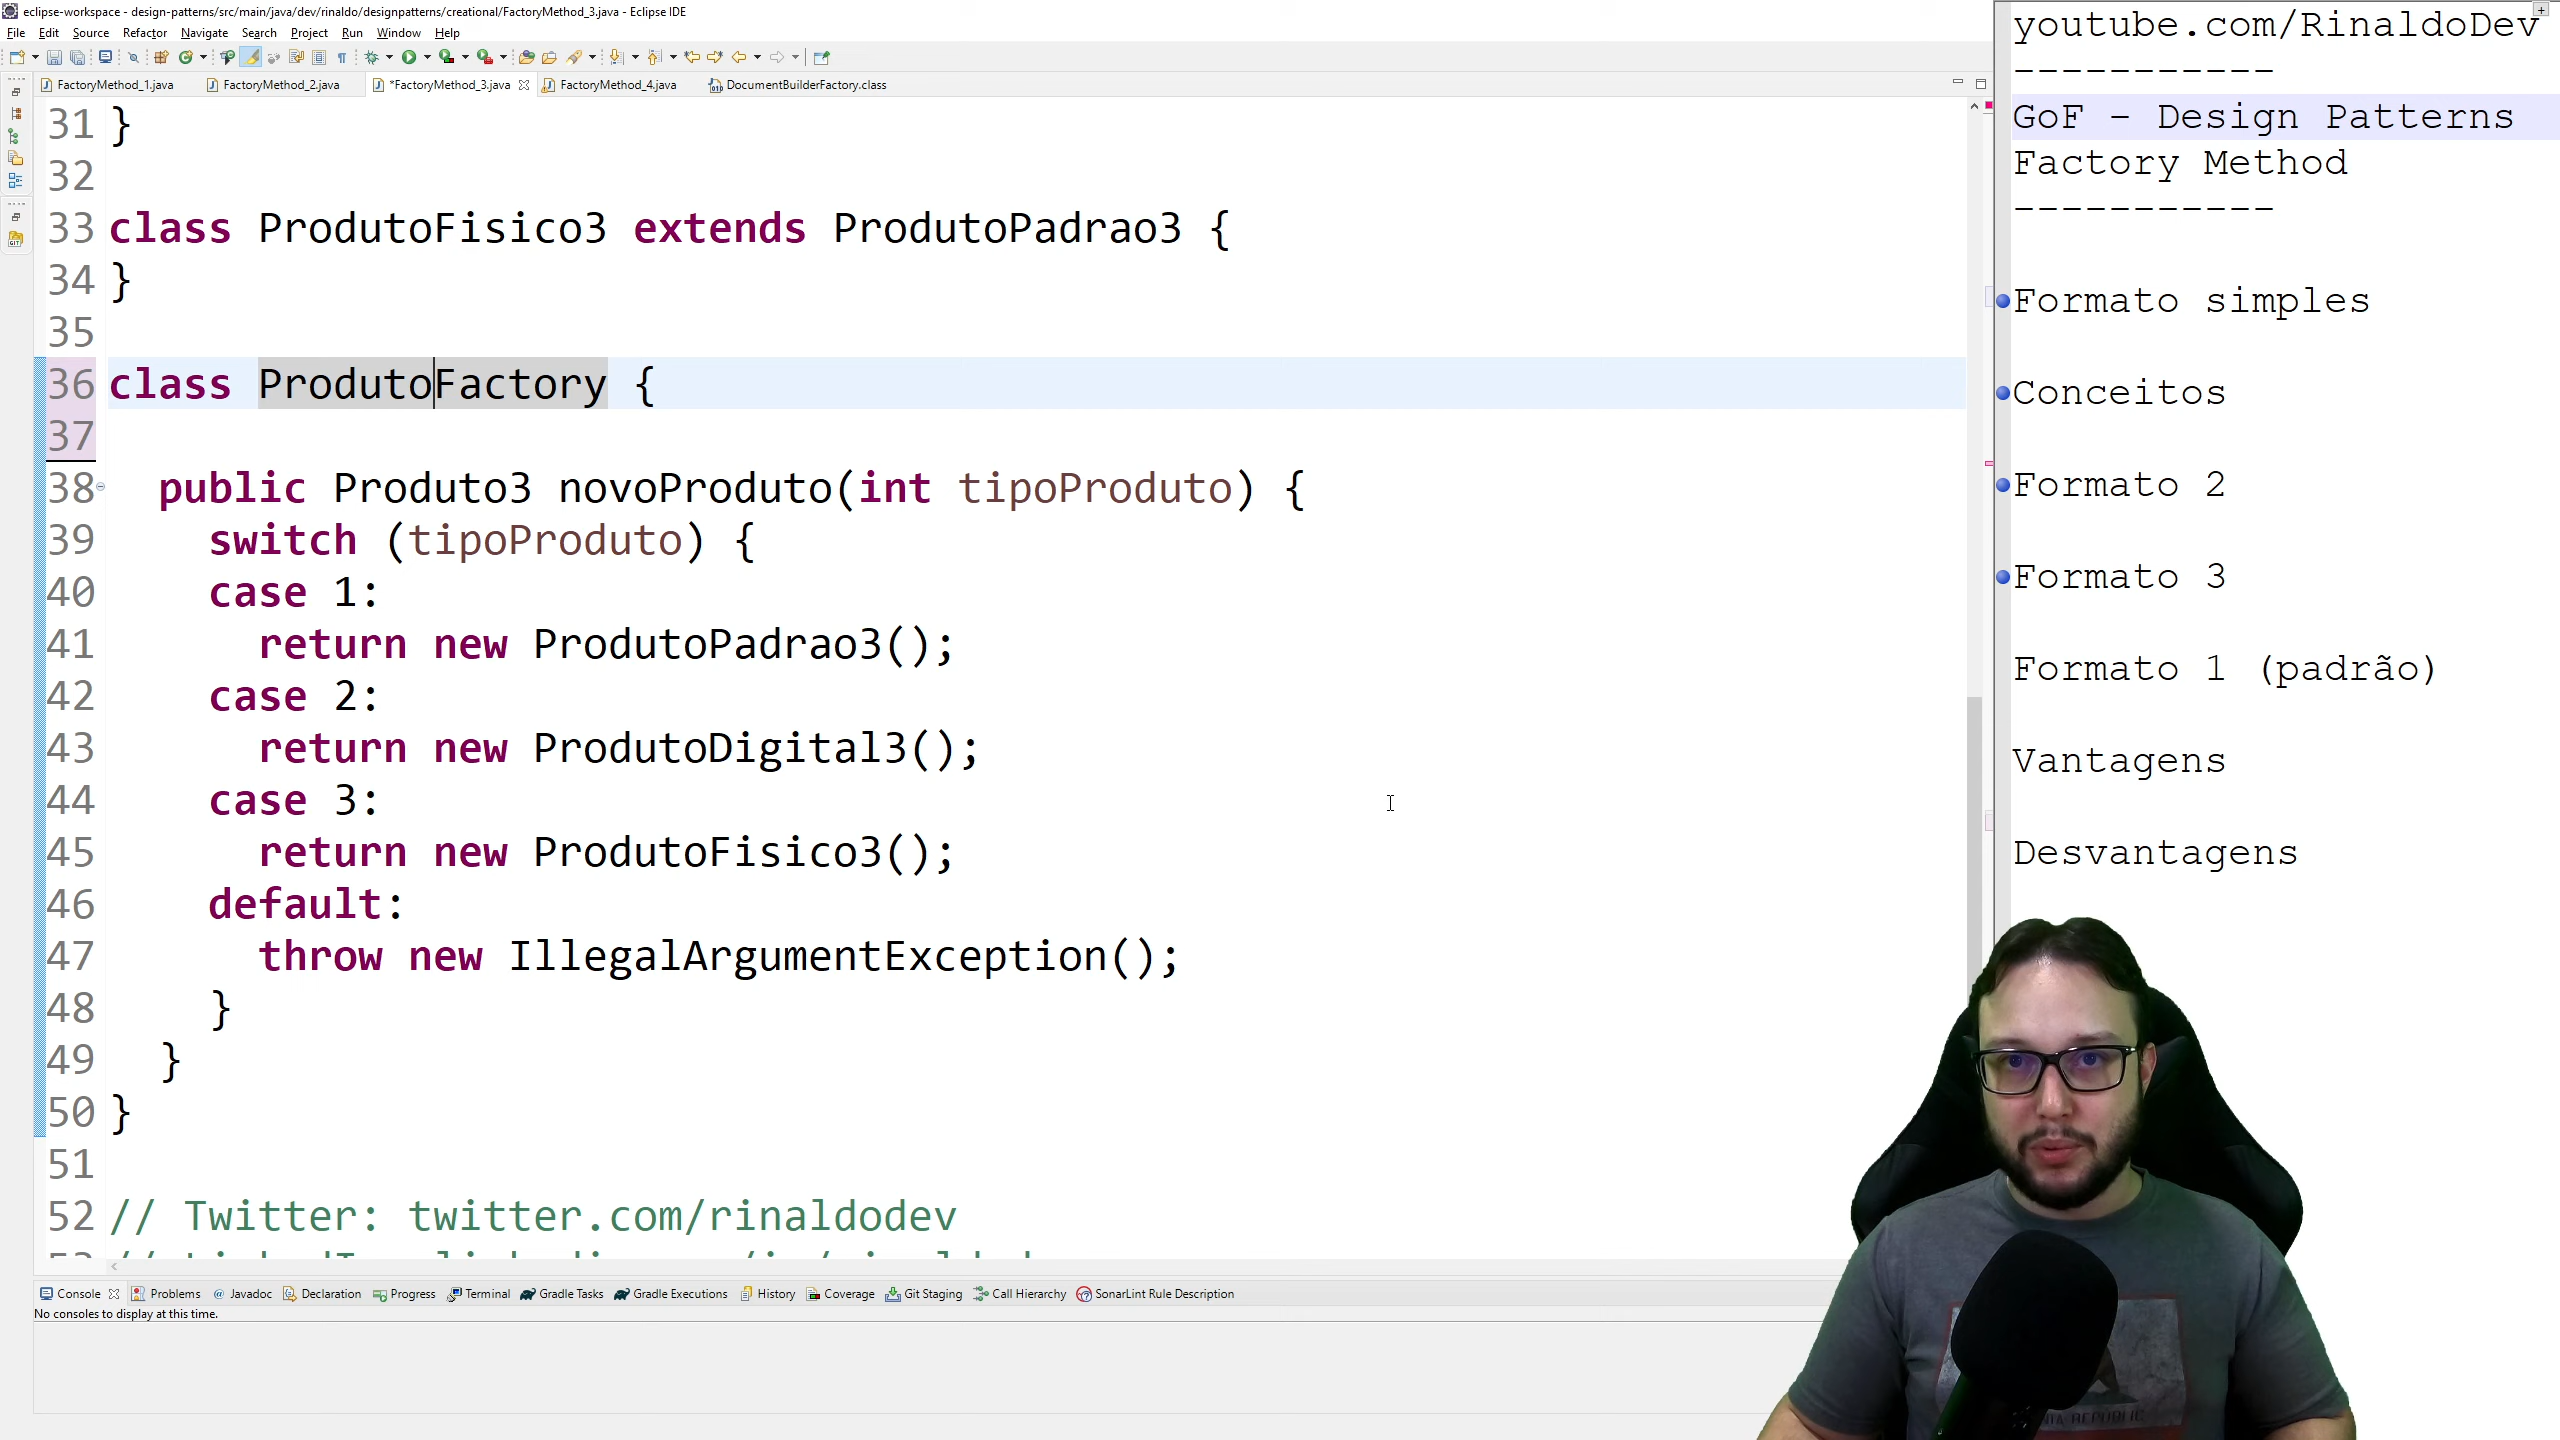 eclipse-workspace - design-patterns/src/main/java/dev/rinaldo/designpatterns/creational/FactoryMethod_3.java - Eclipse IDE
File Edit Source Refactor Navigate Search Project Run Window Help
FactoryMethod_1.java FactoryMethod_2.java *FactoryMethod_3.java FactoryMethod_4.java DocumentBuilderFactory.class
31 }
32
33 class ProdutoFisico3 extends ProdutoPadrao3 {
34 }
35
36 class ProdutoFactory {
37
38 public Produto3 novoProduto(int tipoProduto) {
39 switch (tipoProduto) {
40 case 1:
41 return new ProdutoPadrao3();
42 case 2:
43 return new ProdutoDigital3();
44 case 3:
45 return new ProdutoFisico3();
46 default:
47 throw new IllegalArgumentException();
48 }
49 }
50 }
51
52 // Twitter: twitter.com/rinaldodev
Console Problems @ Javadoc Declaration Progress Terminal Gradle Tasks Gradle Executions History Coverage Git Staging Call Hierarchy SonarLint Rule Description
No consoles to display at this time.
youtube.com/RinaldoDev
-----------
GoF - Design Patterns
Factory Method
-----------
Formato simples
Conceitos
Formato 2
Formato 3
Formato 1 (padrão)
Vantagens
Desvantagens